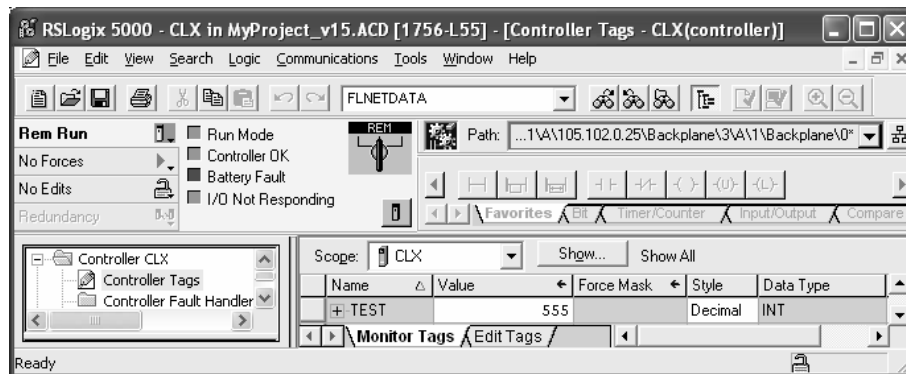 RSLogix 5000 - CLX in MyProject_v15.ACD [1756-L55] - [Controller Tags - CLX(controller)]
File Edit View Search Logic Communications Tools Window Help
FLNETDATA
Rem Run
Run Mode
REM
Path: ...1\A\105.102.0.25\Backplane\3\A\1\Backplane\0*
No Forces
Controller OK
No Edits
Battery Fault
I/O Not Responding
Redundancy
Favorites Bit Timer/Counter Input/Output Compare
Controller CLX
Controller Tags
Controller Fault Handler
Scope: CLX Show... Show All
Name Value Force Mask Style Data Type
TEST 555 Decimal INT
Monitor Tags Edit Tags
Ready